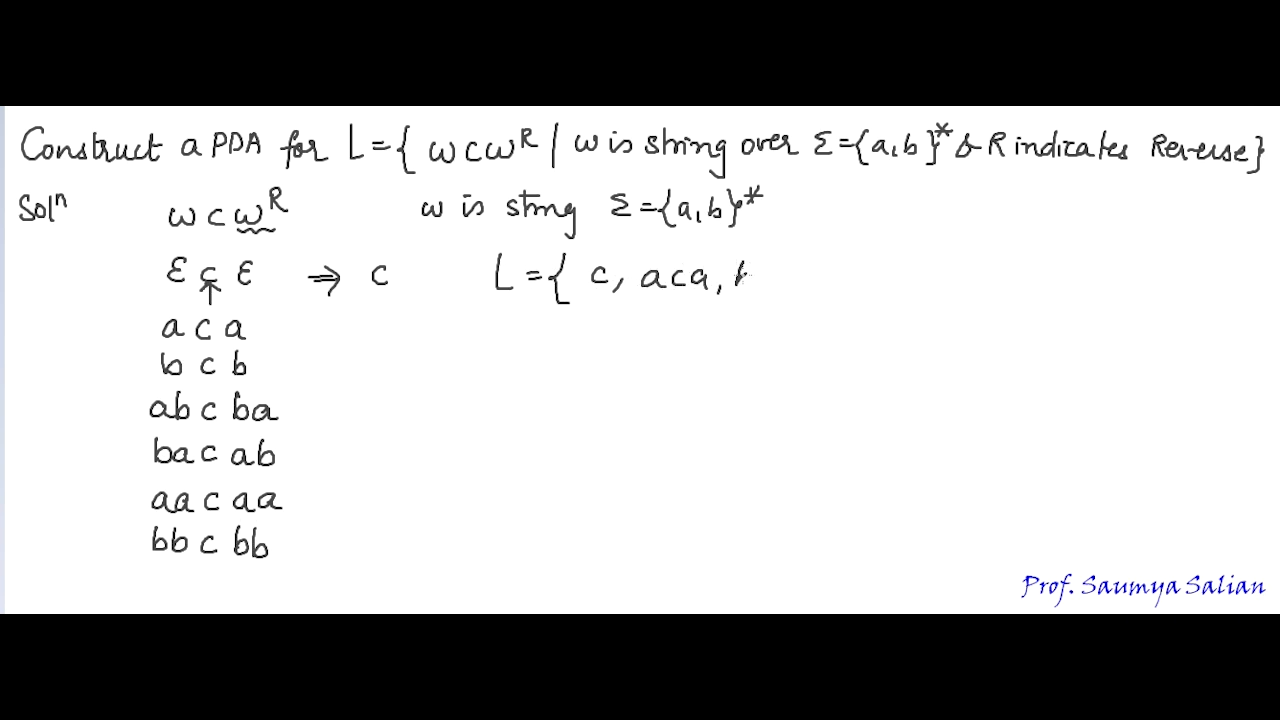 Construct a PDA for L={ωcω^R | ω is string over Σ={a,b}* & R indicates Reverse}
Solⁿ ωcω^R ω is string Σ={a,b}*
ε c ε ⇒ c L={ c, aca,
↑
a c a
b c b
ab c ba
ba c ab
aa c aa
bb c bb
Prof. Saumya Salian